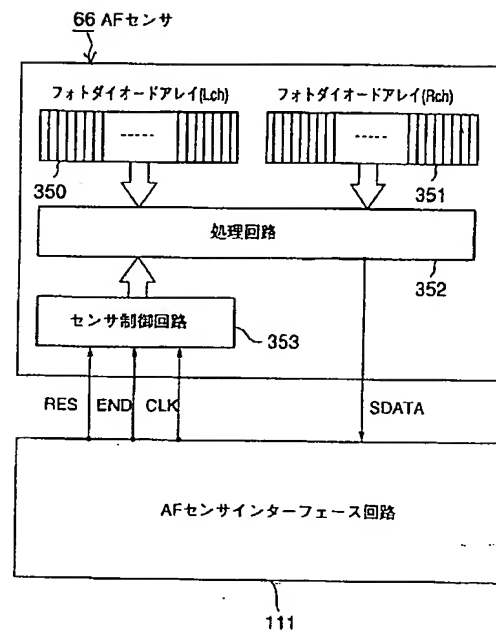 66 AFセンサ
フォトダイオードアレイ(Lch)
フォトダイオードアレイ(Rch)
350
351
処理回路
352
センサ制御回路
353
RES
END
CLK
SDATA
AFセンサインターフェース回路
111